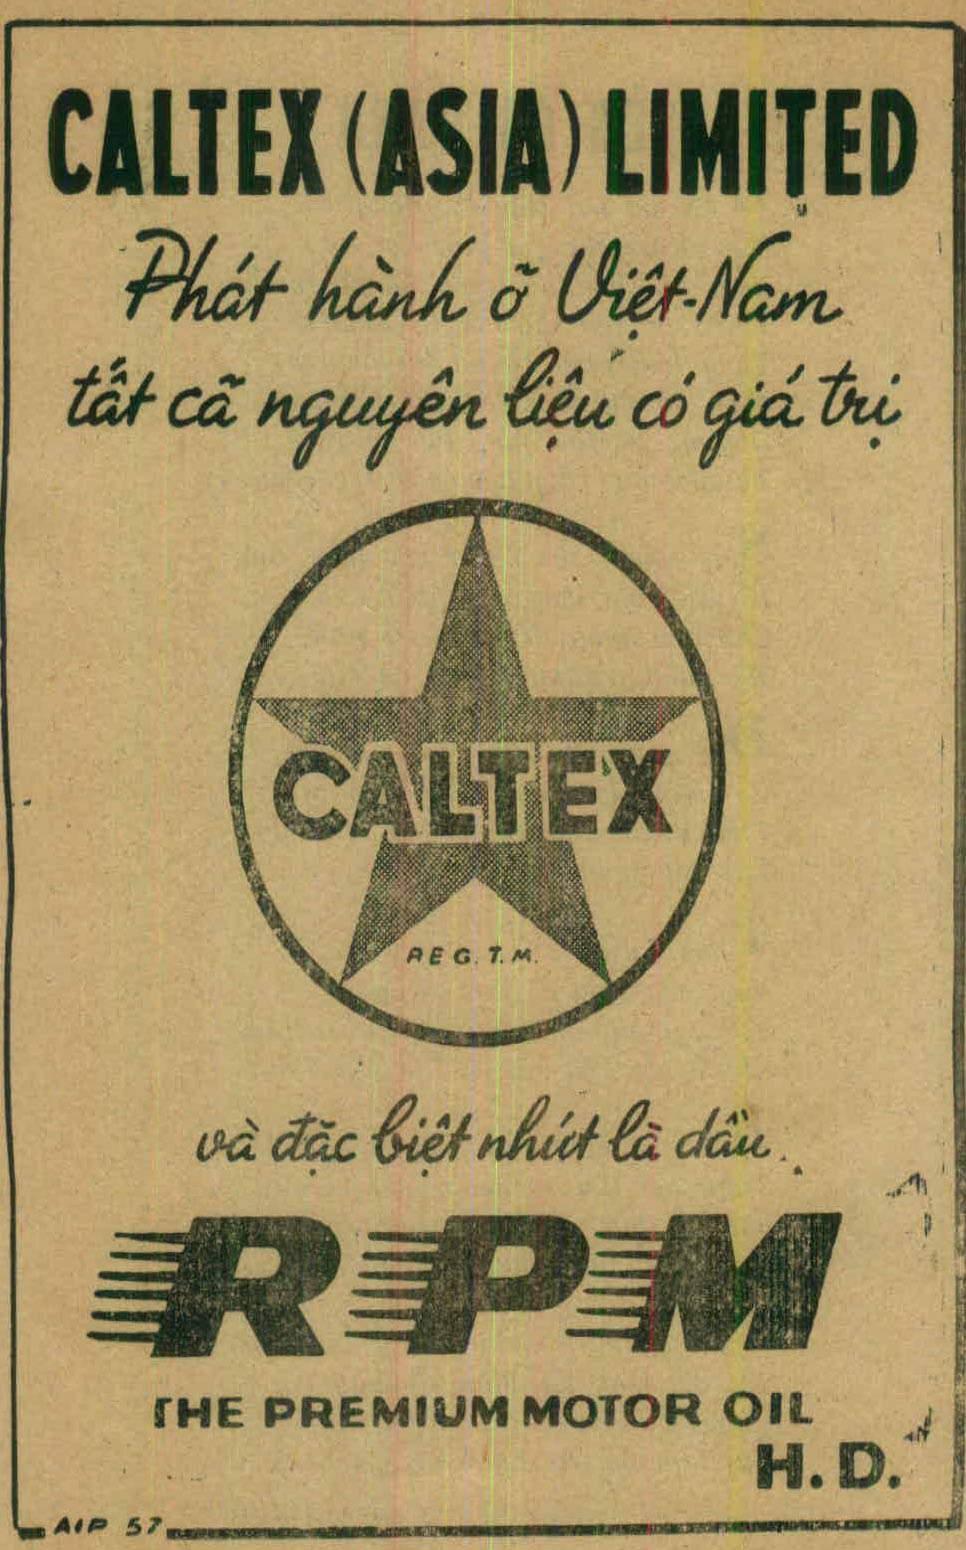 CALTEX (ASIA) LIMITED
Phát hành ỡ Việt-Nam
tất cã nguyên liệu có giá trị
CALTEX
REG. T. M.
và đặc biệt nhứt là dầu
RPM
THE PREMIUM MOTOR OIL
H. D.
AIP 57